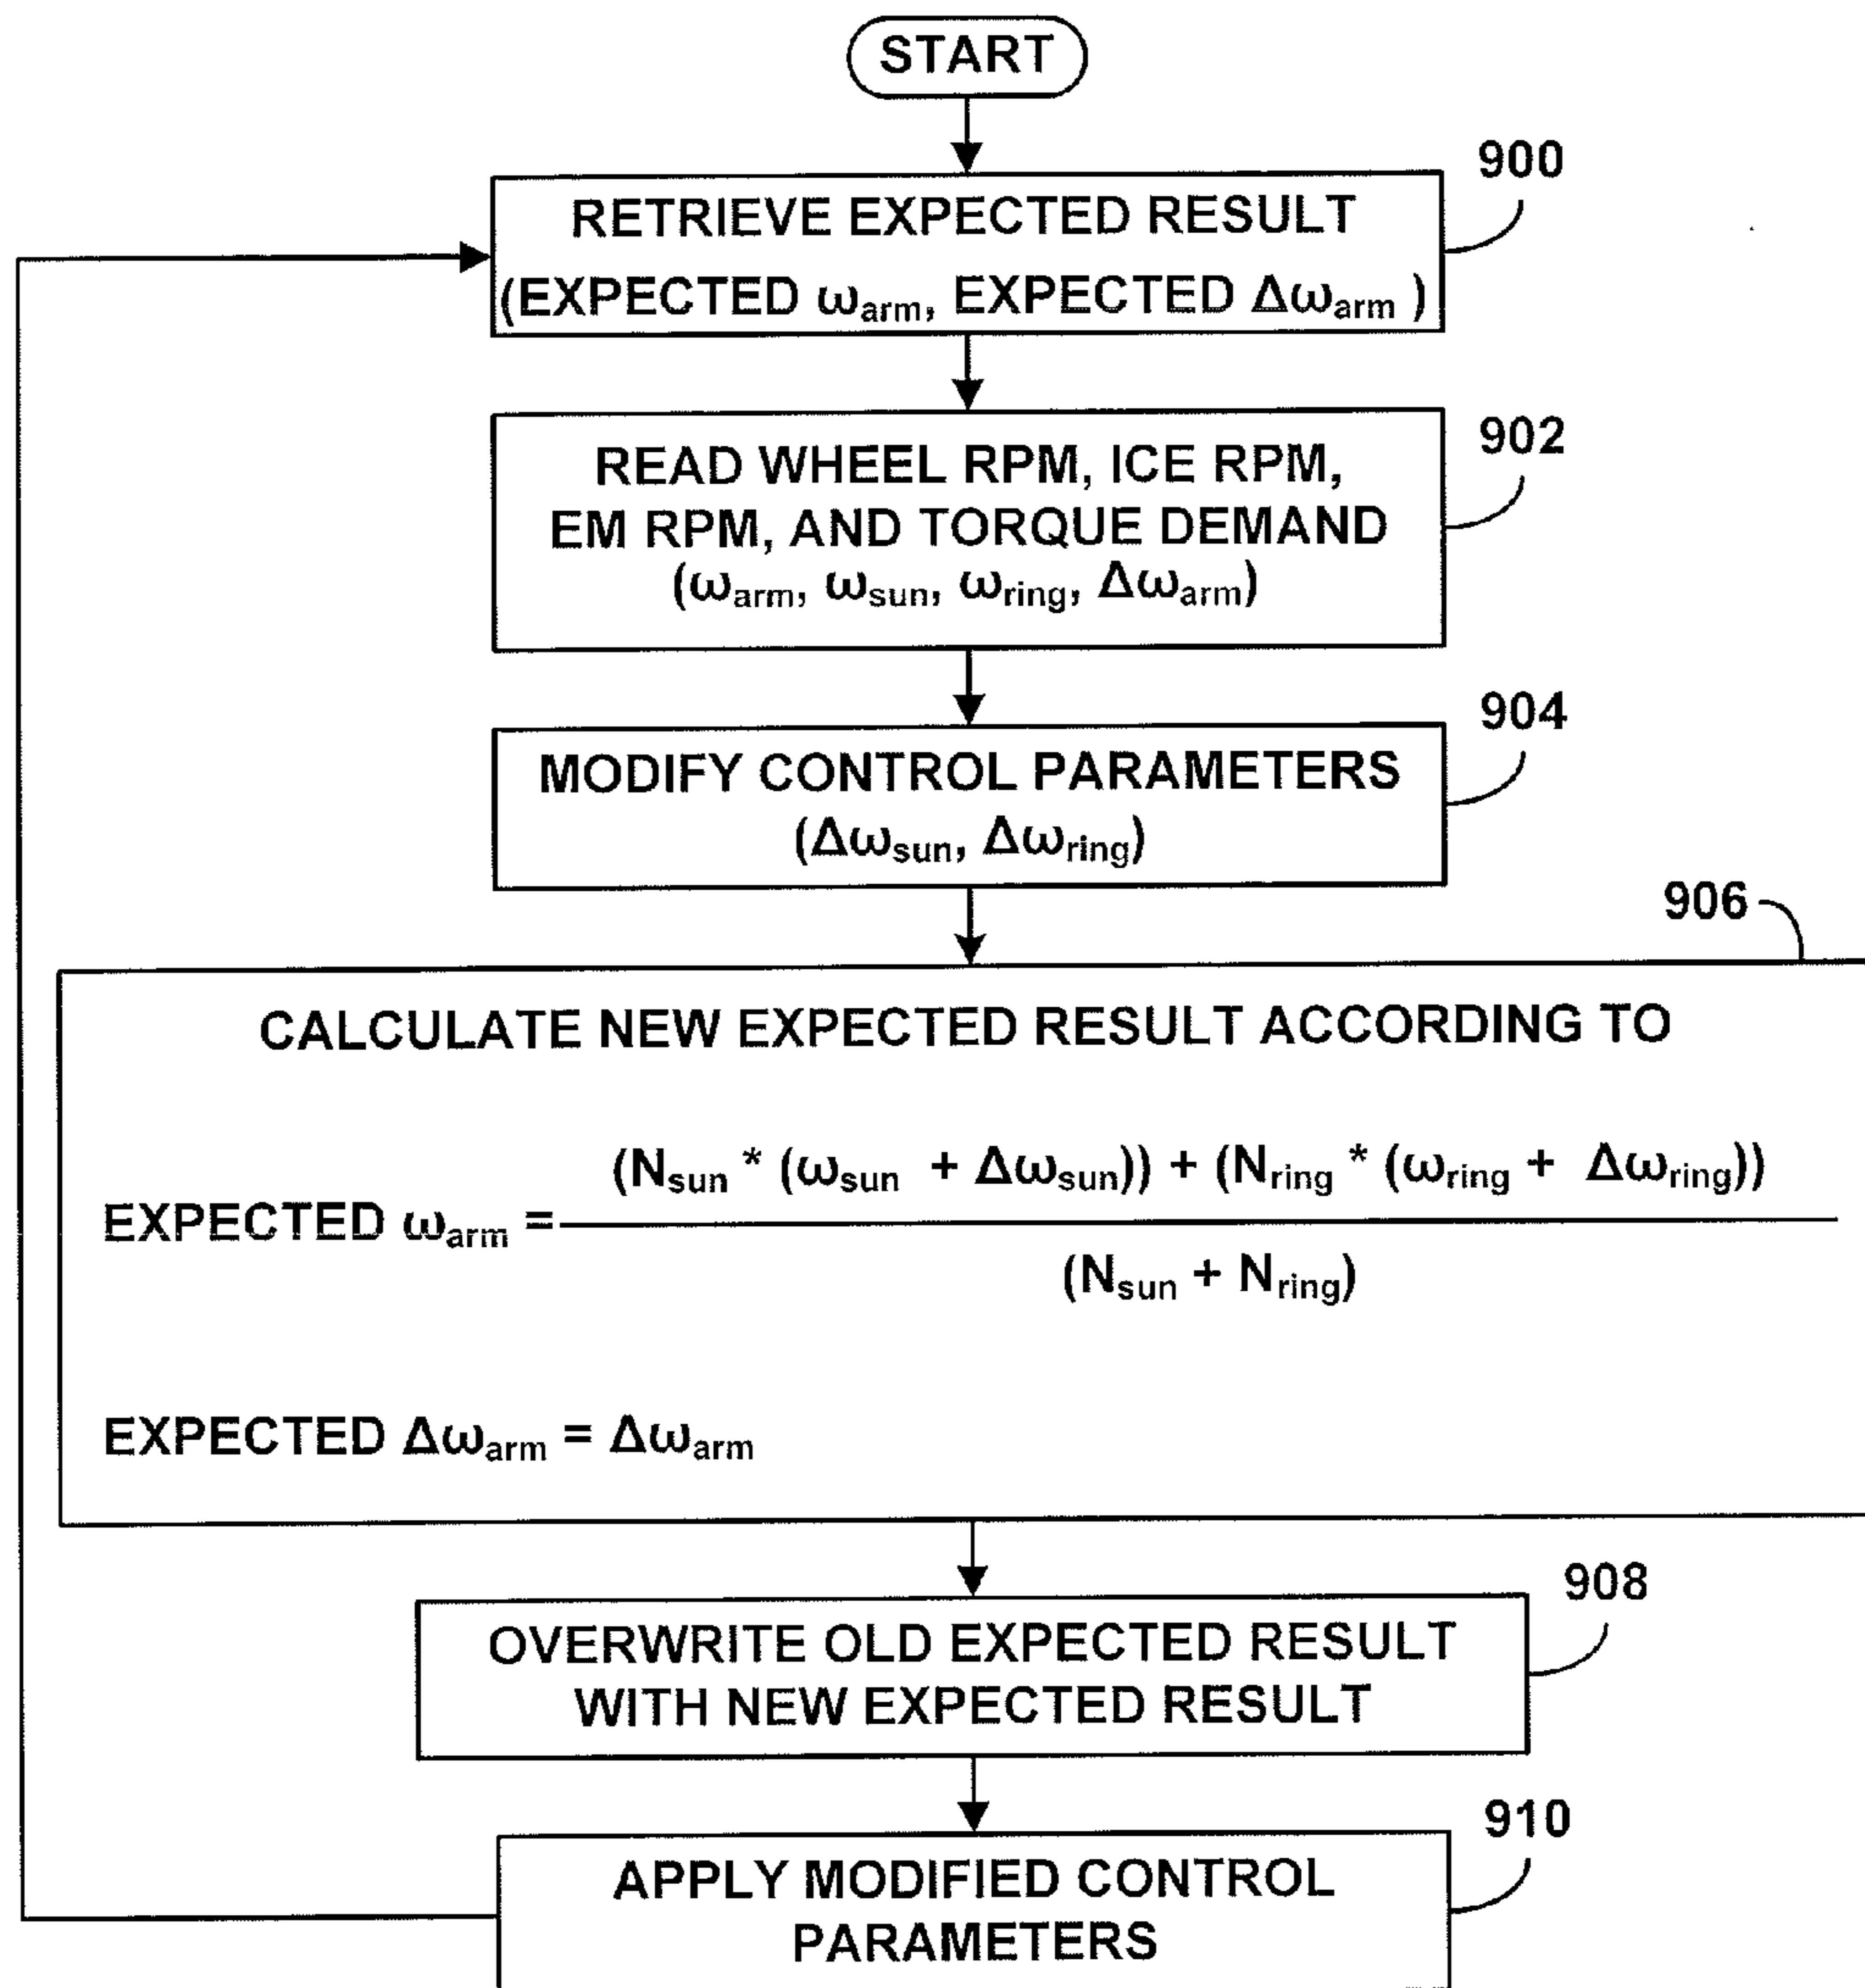 START
900
RETRIEVE EXPECTED RESULT
(EXPECTED ω_arm, EXPECTED Δω_arm )
902
READ WHEEL RPM, ICE RPM,
EM RPM, AND TORQUE DEMAND
(ω_arm, ω_sun, ω_ring, Δω_arm)
904
MODIFY CONTROL PARAMETERS
(Δω_sun, Δω_ring)
906
CALCULATE NEW EXPECTED RESULT ACCORDING TO
(N_sun * (ω_sun + Δω_sun)) + (N_ring * (ω_ring + Δω_ring))
EXPECTED ω_arm =
(N_sun + N_ring)
EXPECTED Δω_arm = Δω_arm
908
OVERWRITE OLD EXPECTED RESULT
WITH NEW EXPECTED RESULT
910
APPLY MODIFIED CONTROL
PARAMETERS